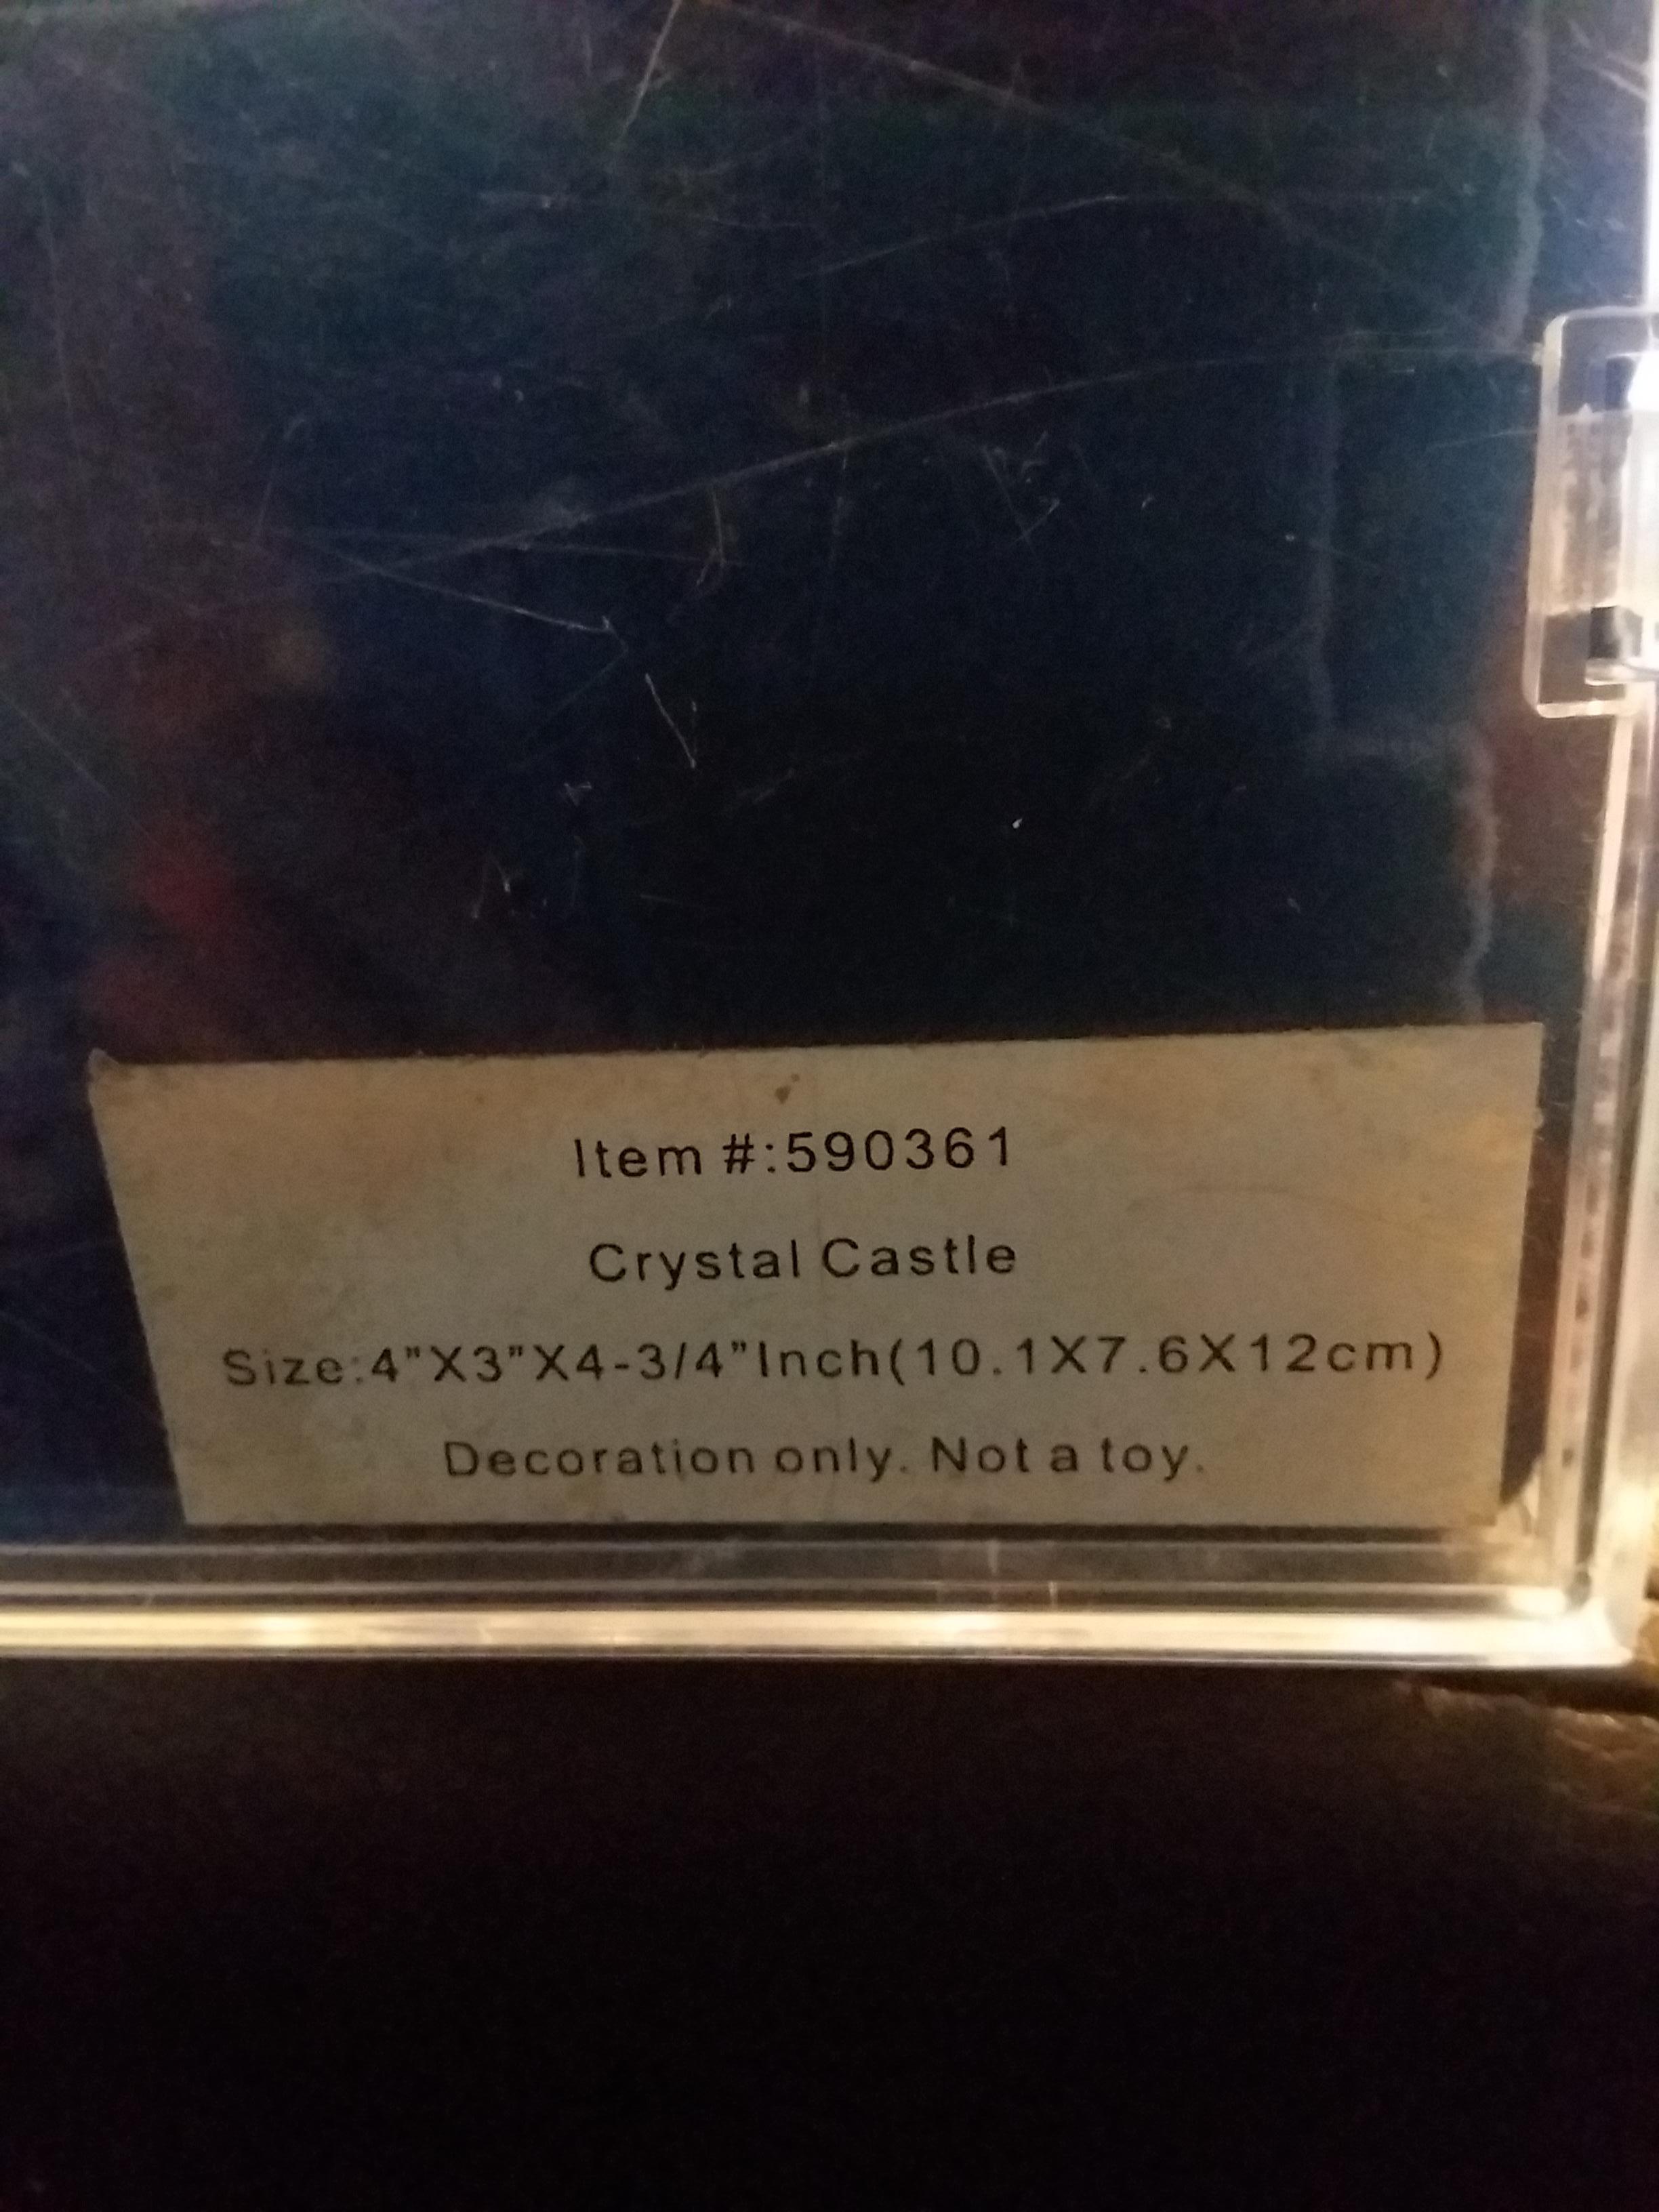 Item #:590361
Crystal Castle
Size:4"X3"X4-3/4"Inch(10.1X7.6X12cm)
Decoration only. Not a toy.